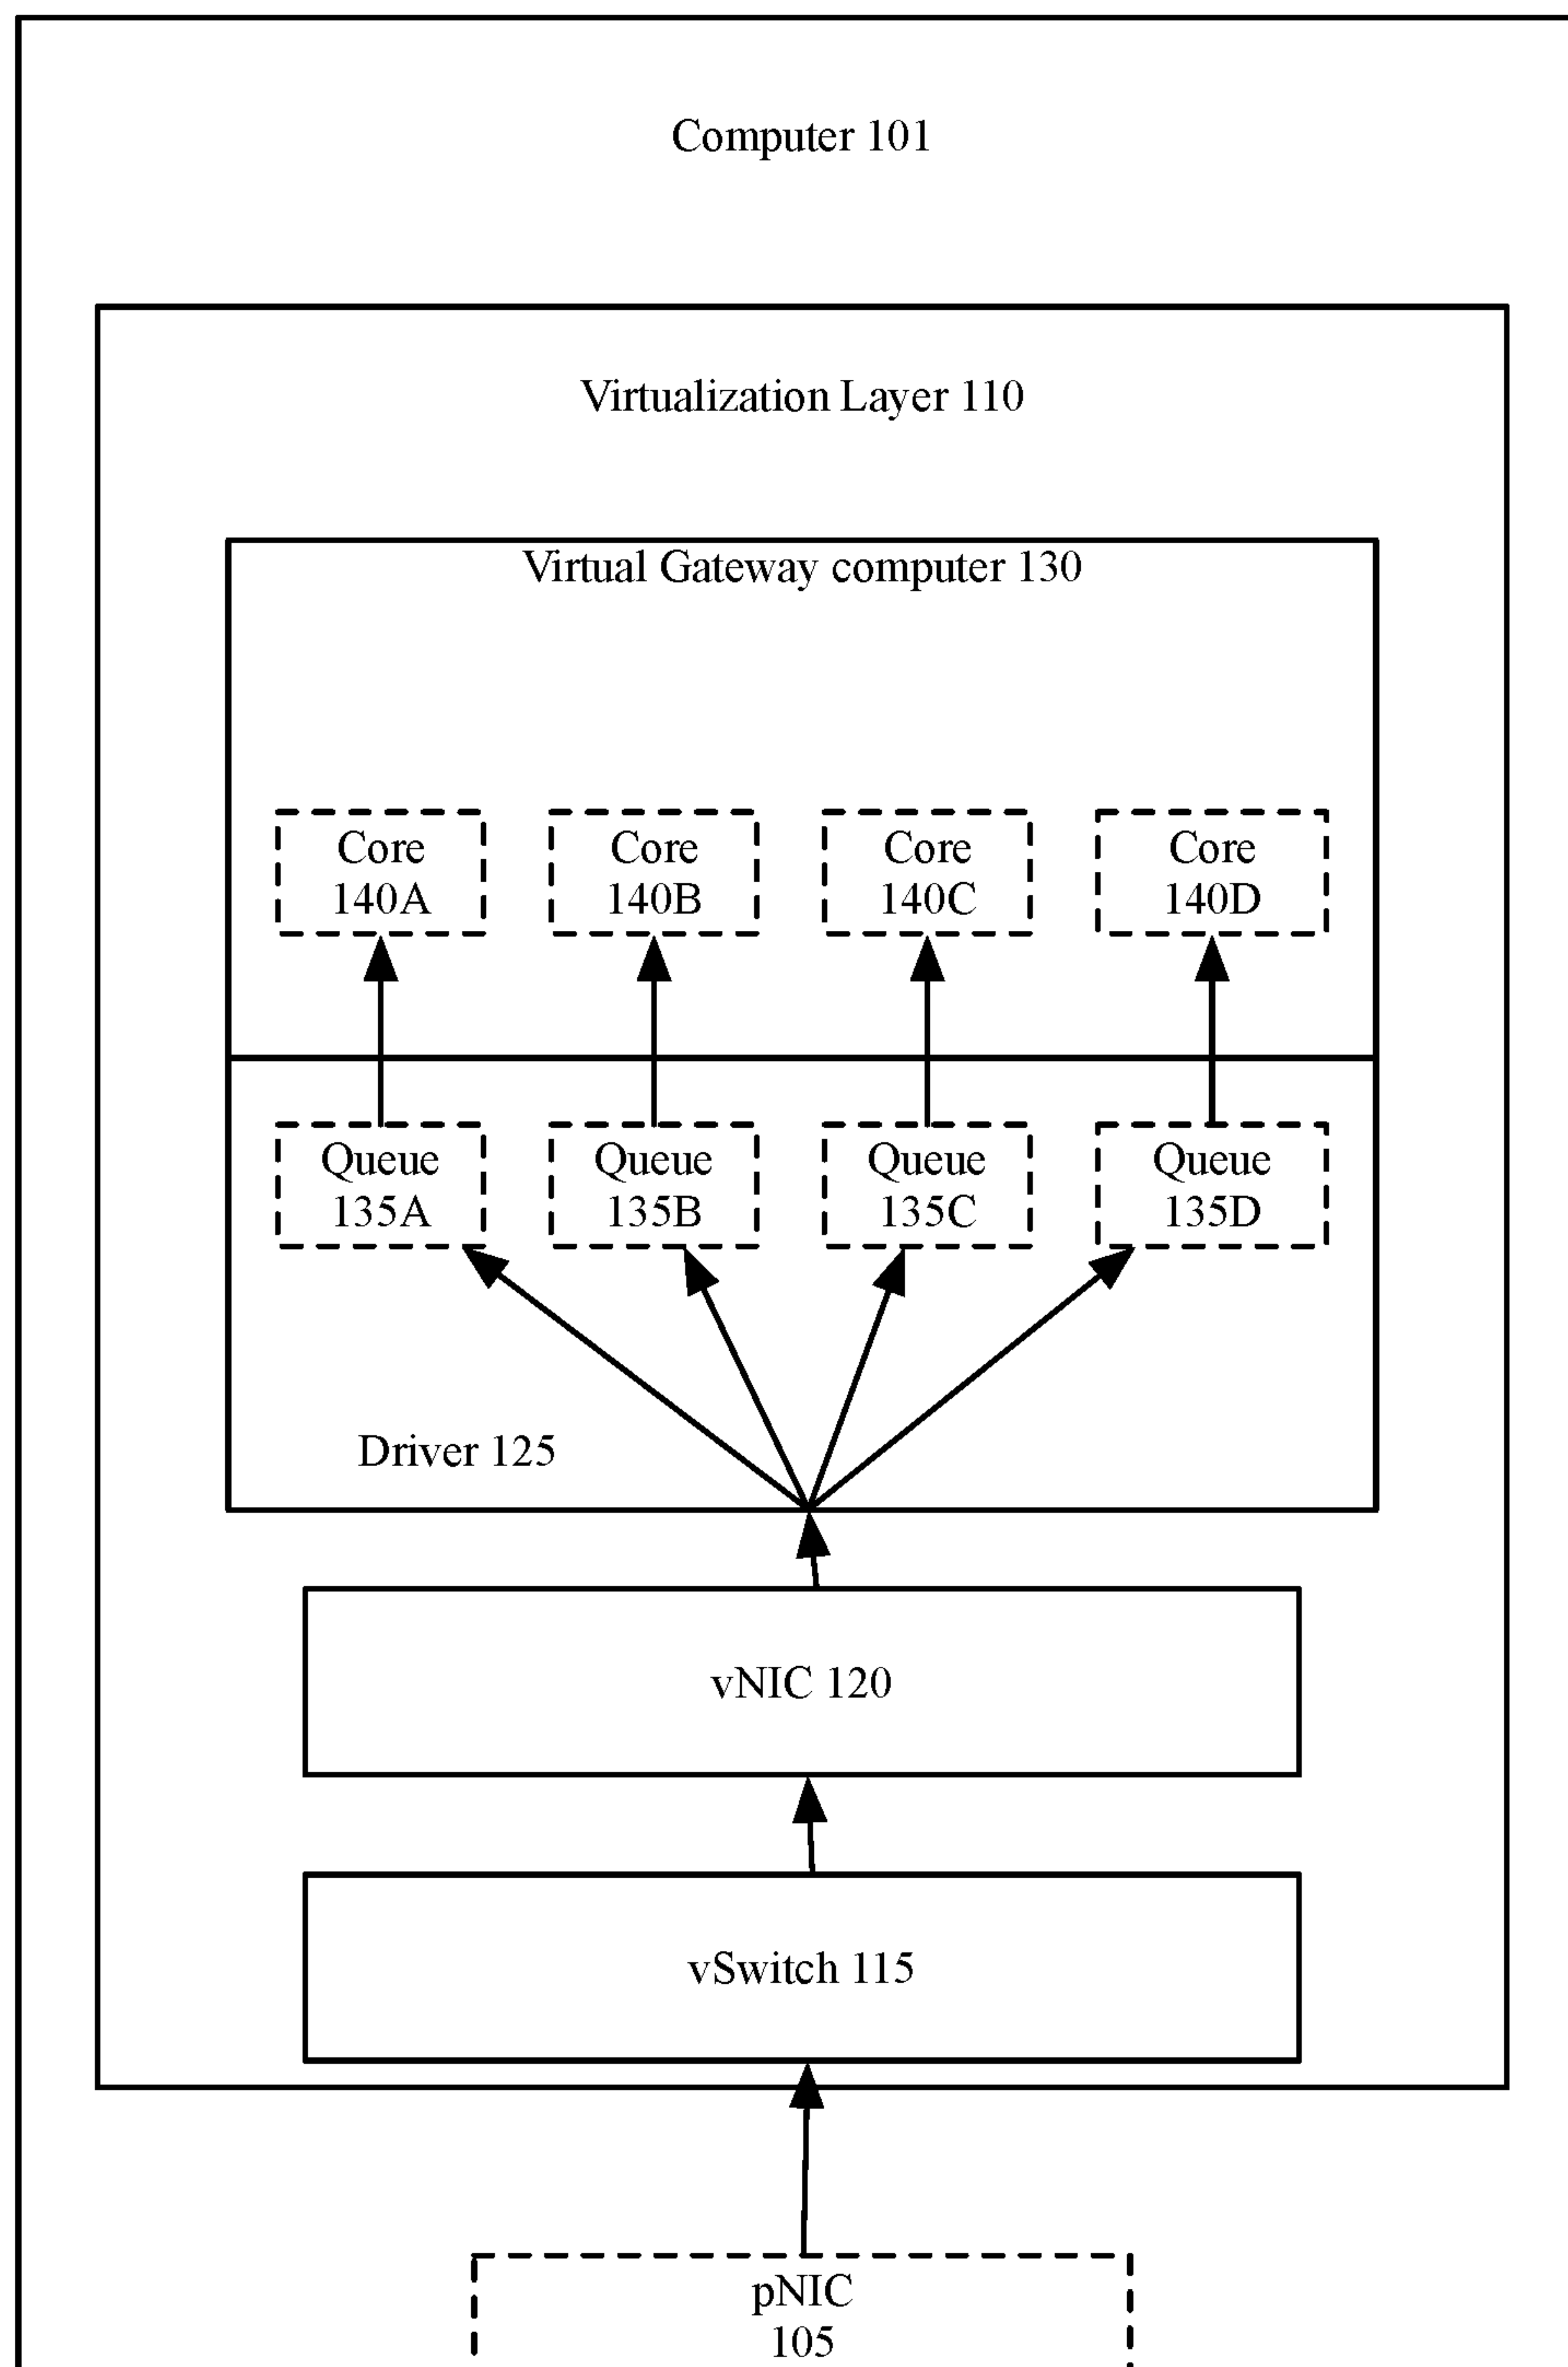 Computer 101
Virtualization Layer 110
Virtual Gateway computer 130
Core
140A
Core
140B
Core
140C
Core
140D
Queue
135A
Queue
135B
Queue
135C
Queue
135D
Driver 125
vNIC 120
vSwitch 115
pNIC
105